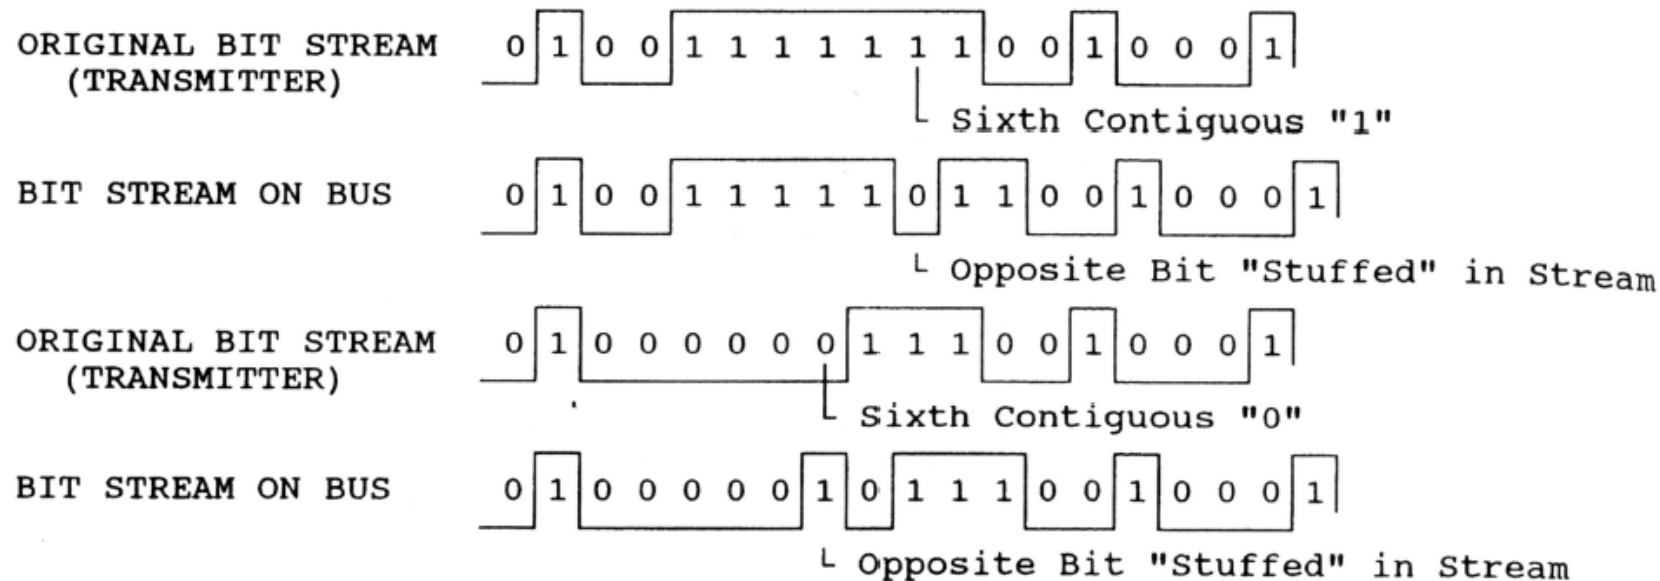 ORIGINAL BIT STREAM 0 1 0 0 1 1 1 1 1 1 1 0 0 1 0 0 0 1
(TRANSMITTER)
Sixth Contiguous "1"
BIT STREAM ON BUS 0 1 0 0 1 1 1 1 1 0 1 1 0 0 1 0 0 0 1
Opposite Bit "Stuffed" in Stream
ORIGINAL BIT STREAM 0 1 0 0 0 0 0 0 1 1 1 0 0 1 0 0 0 1
(TRANSMITTER)
Sixth Contiguous "0"
BIT STREAM ON BUS 0 1 0 0 0 0 0 1 0 1 1 1 0 0 1 0 0 0 1
Opposite Bit "Stuffed" in Stream